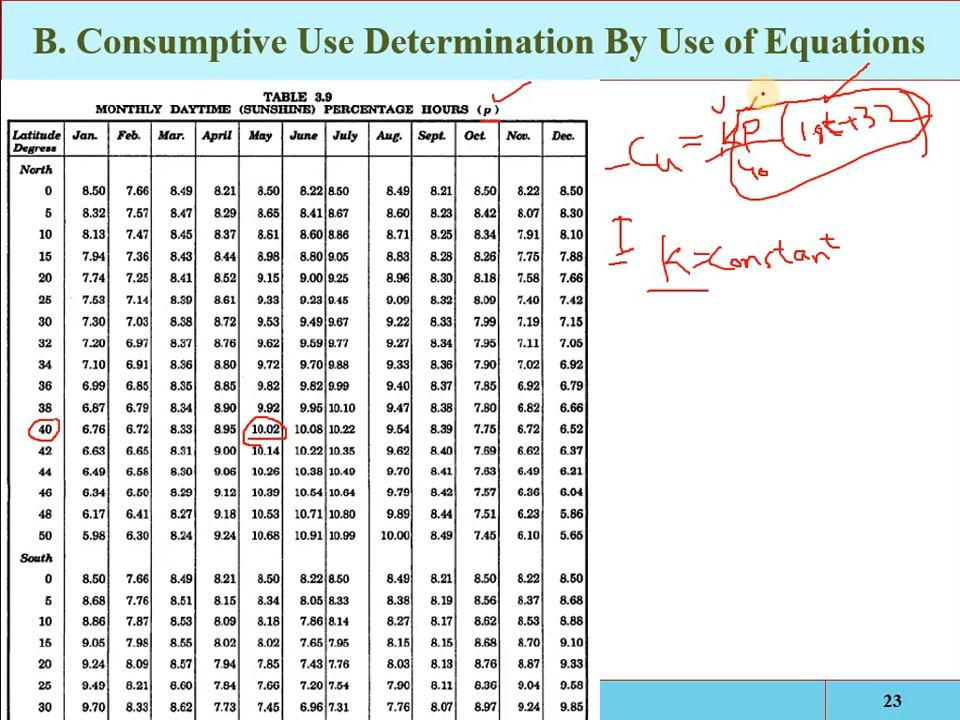 B. Consumptive Use Determination By Use of Equations
TABLE 3.9
MONTHLY DAYTIME (SUNSHINE) PERCENTAGE HOURS (p)
Latitude Degress Jan. Feb. Mar. April May June July Aug. Sept. Oct. Nov. Dec.
North
0 8.50 7.66 8.49 8.21 8.50 8.22 8.50 8.49 8.21 8.50 8.22 8.50
5 8.32 7.57 8.47 8.29 8.65 8.41 8.67 8.60 8.23 8.42 8.07 8.30
10 8.13 7.47 8.45 8.37 8.81 8.60 8.86 8.71 8.25 8.34 7.91 8.10
15 7.94 7.36 8.43 8.44 8.98 8.80 9.05 8.83 8.28 8.26 7.75 7.88
20 7.74 7.25 8.41 8.52 9.15 9.00 9.25 8.96 8.30 8.18 7.58 7.66
25 7.53 7.14 8.39 8.61 9.33 9.23 9.45 9.09 8.32 8.09 7.40 7.42
30 7.30 7.03 8.38 8.72 9.53 9.49 9.67 9.22 8.33 7.99 7.19 7.15
32 7.20 6.97 8.37 8.76 9.62 9.59 9.77 9.27 8.34 7.95 7.11 7.05
34 7.10 6.91 8.36 8.80 9.72 9.70 9.88 9.33 8.36 7.90 7.02 6.92
36 6.99 6.85 8.35 8.85 9.82 9.82 9.99 9.40 8.37 7.85 6.92 6.79
38 6.87 6.79 8.34 8.90 9.92 9.95 10.10 9.47 8.38 7.80 6.82 6.66
40 6.76 6.72 8.33 8.95 10.02 10.08 10.22 9.54 8.39 7.75 6.72 6.52
42 6.63 6.65 8.31 9.00 10.14 10.22 10.35 9.62 8.40 7.69 6.62 6.37
44 6.49 6.58 8.30 9.06 10.26 10.38 10.49 9.70 8.41 7.63 6.49 6.21
46 6.34 6.50 8.29 9.12 10.39 10.54 10.64 9.79 8.42 7.57 6.36 6.04
48 6.17 6.41 8.27 9.18 10.53 10.71 10.80 9.89 8.44 7.51 6.23 5.86
50 5.98 6.30 8.24 9.24 10.68 10.91 10.99 10.00 8.49 7.45 6.10 5.65
South
0 8.50 7.66 8.49 8.21 8.50 8.22 8.50 8.49 8.21 8.50 8.22 8.50
5 8.68 7.76 8.51 8.15 8.34 8.05 8.33 8.38 8.19 8.56 8.37 8.68
10 8.86 7.87 8.53 8.09 8.18 7.86 8.14 8.27 8.17 8.62 8.53 8.88
15 9.05 7.98 8.55 8.02 8.02 7.65 7.95 8.15 8.15 8.68 8.70 9.10
20 9.24 8.09 8.57 7.94 7.85 7.43 7.76 8.03 8.13 8.76 8.87 9.33
25 9.49 8.21 8.60 7.84 7.66 7.20 7.54 7.90 8.11 8.36 9.04 9.58
30 9.70 8.33 8.62 7.73 7.45 6.96 7.31 7.76 8.07 8.97 9.24 9.85
Cu = kP (1.8t+32)
40
I K = Constant
23